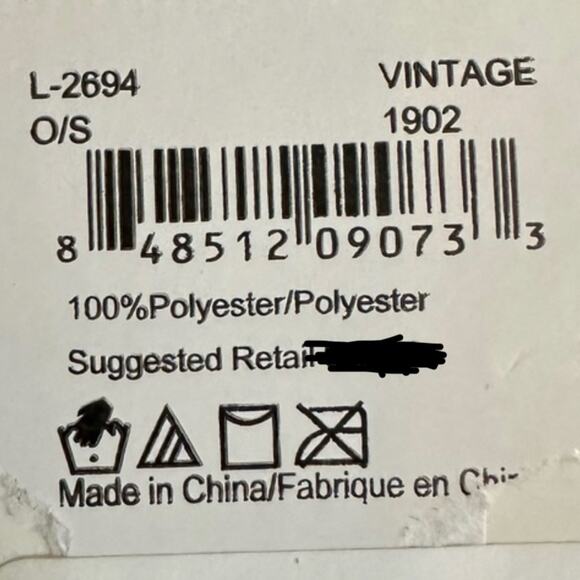 L-2694 VINTAGE
O/S 1902
8 48512 09073 3
100%Polyester/Polyester
Suggested Retail
Made in China/Fabrique en